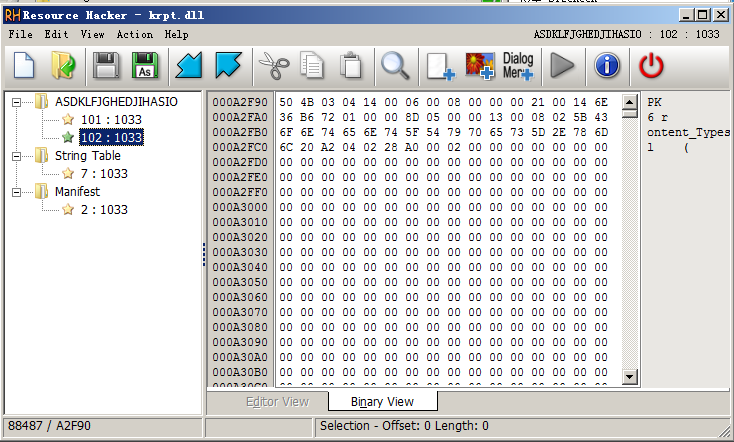 Resource Hacker - krpt.dll
File Edit View Action Help ASDKLFJGHEDJIHASIO : 102 : 1033
As
Dialog
Menu
ASDKLFJGHEDJIHASIO
101 : 1033
102 : 1033
String Table
7 : 1033
Manifest
2 : 1033
000A2F90 50 4B 03 04 14 00 06 00 08 00 00 00 21 00 14 6E PK
000A2FA0 36 B6 72 01 00 00 8D 05 00 00 13 00 08 02 5B 43 6 r
000A2FB0 6F 6E 74 65 6E 74 5F 54 79 70 65 73 5D 2E 78 6D ontent_Types
000A2FC0 6C 20 A2 04 02 28 A0 00 02 00 00 00 00 00 00 00 l (
000A2FD0 00 00 00 00 00 00 00 00 00 00 00 00 00 00 00 00
000A2FE0 00 00 00 00 00 00 00 00 00 00 00 00 00 00 00 00
000A2FF0 00 00 00 00 00 00 00 00 00 00 00 00 00 00 00 00
000A3000 00 00 00 00 00 00 00 00 00 00 00 00 00 00 00 00
000A3010 00 00 00 00 00 00 00 00 00 00 00 00 00 00 00 00
000A3020 00 00 00 00 00 00 00 00 00 00 00 00 00 00 00 00
000A3030 00 00 00 00 00 00 00 00 00 00 00 00 00 00 00 00
000A3040 00 00 00 00 00 00 00 00 00 00 00 00 00 00 00 00
000A3050 00 00 00 00 00 00 00 00 00 00 00 00 00 00 00 00
000A3060 00 00 00 00 00 00 00 00 00 00 00 00 00 00 00 00
000A3070 00 00 00 00 00 00 00 00 00 00 00 00 00 00 00 00
000A3080 00 00 00 00 00 00 00 00 00 00 00 00 00 00 00 00
000A3090 00 00 00 00 00 00 00 00 00 00 00 00 00 00 00 00
000A30A0 00 00 00 00 00 00 00 00 00 00 00 00 00 00 00 00
000A30B0 00 00 00 00 00 00 00 00 00 00 00 00 00 00 00 00
Editor View Binary View
88487 / A2F90 Selection - Offset: 0 Length: 0